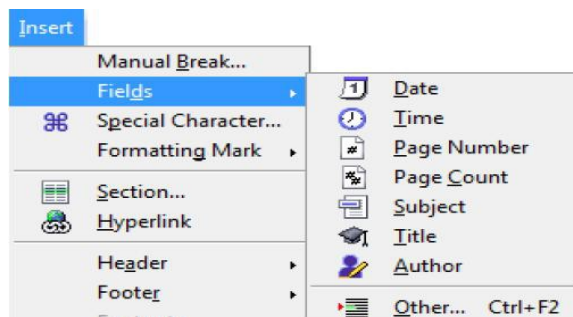 Insert
Manual Break...
Fields
Special Character...
Formatting Mark
Section...
Hyperlink
Header
Footer
Date
Time
Page Number
Page Count
Subject
Title
Author
Other... Ctrl+F2